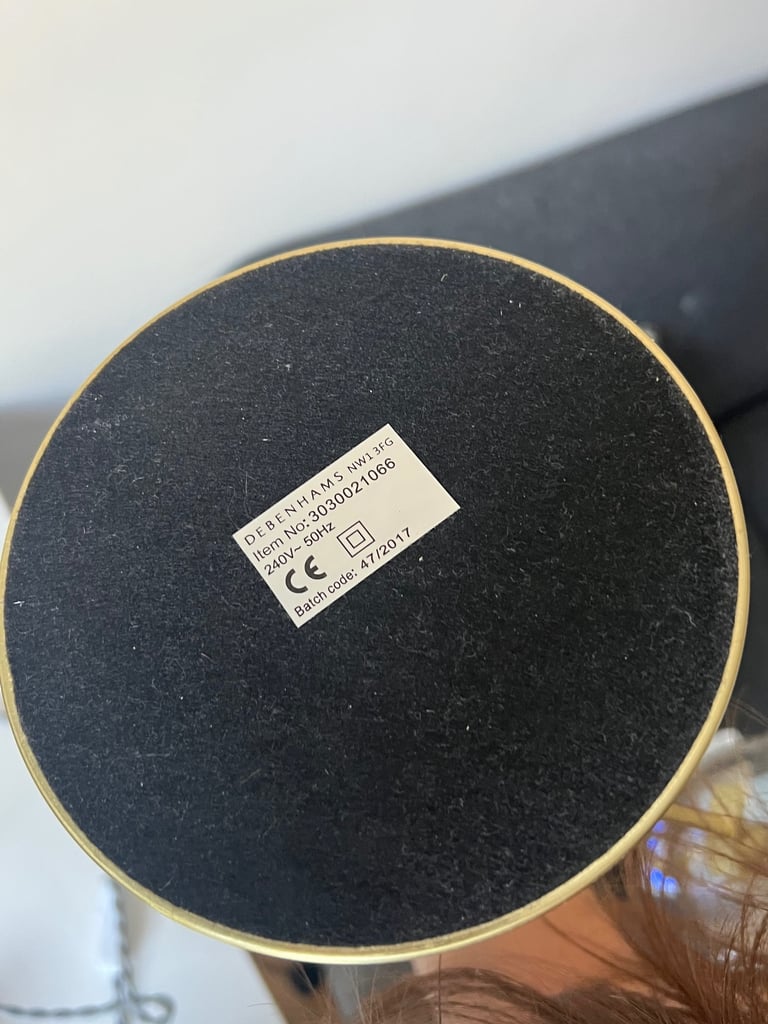 DEBENHAMS NW1 3FG
Item No: 3030021066
240V~ 50Hz
CE
Batch code: 47/2017